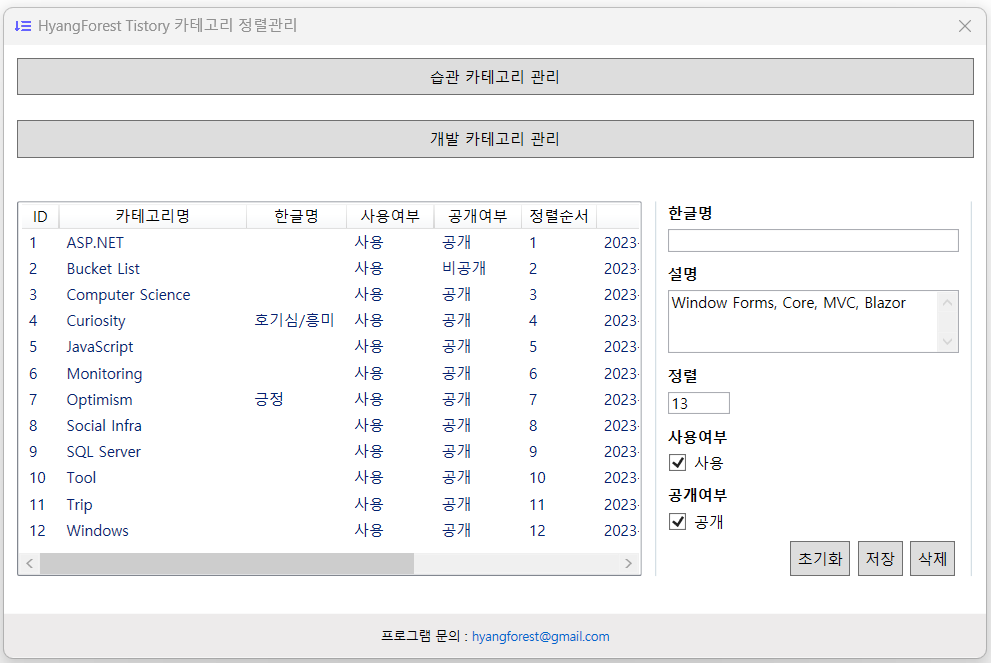 HyangForest Tistory 카테고리 정렬관리
습관 카테고리 관리
개발 카테고리 관리
ID 카테고리명 한글명 사용여부 공개여부 정렬순서
1 ASP.NET 사용 공개 1 2023-
2 Bucket List 사용 비공개 2 2023-
3 Computer Science 사용 공개 3 2023-
4 Curiosity 호기심/흥미 사용 공개 4 2023-
5 JavaScript 사용 공개 5 2023-
6 Monitoring 사용 공개 6 2023-
7 Optimism 긍정 사용 공개 7 2023-
8 Social Infra 사용 공개 8 2023-
9 SQL Server 사용 공개 9 2023-
10 Tool 사용 공개 10 2023-
11 Trip 사용 공개 11 2023-
12 Windows 사용 공개 12 2023-
한글명
설명
Window Forms, Core, MVC, Blazor
정렬
13
사용여부
사용
공개여부
공개
초기화 저장 삭제
프로그램 문의 : hyangforest@gmail.com